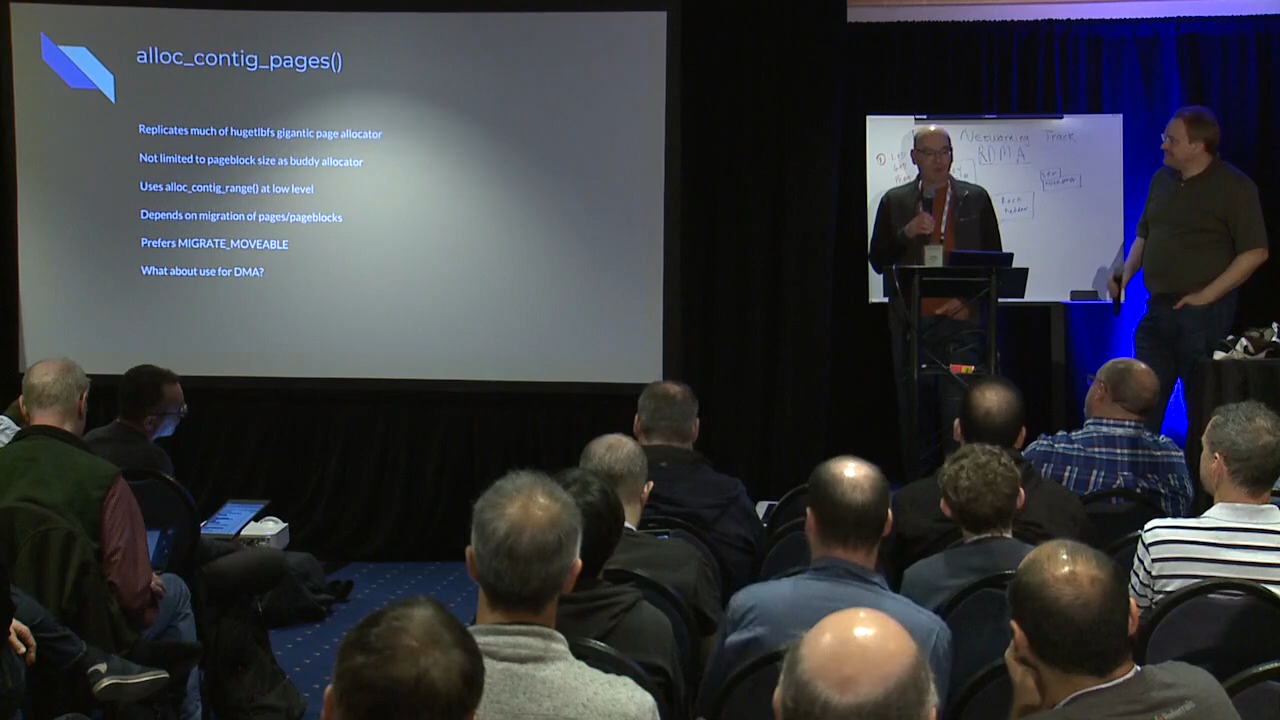 alloc_contig_pages()
Replicates much of hugetlbfs gigantic page allocator
Not limited to pageblock size as buddy allocator
Uses alloc_contig_range() at low level
Depends on migration of pages/pageblocks
Prefers MIGRATE_MOVEABLE
What about use for DMA?
Networking Track
RDMA